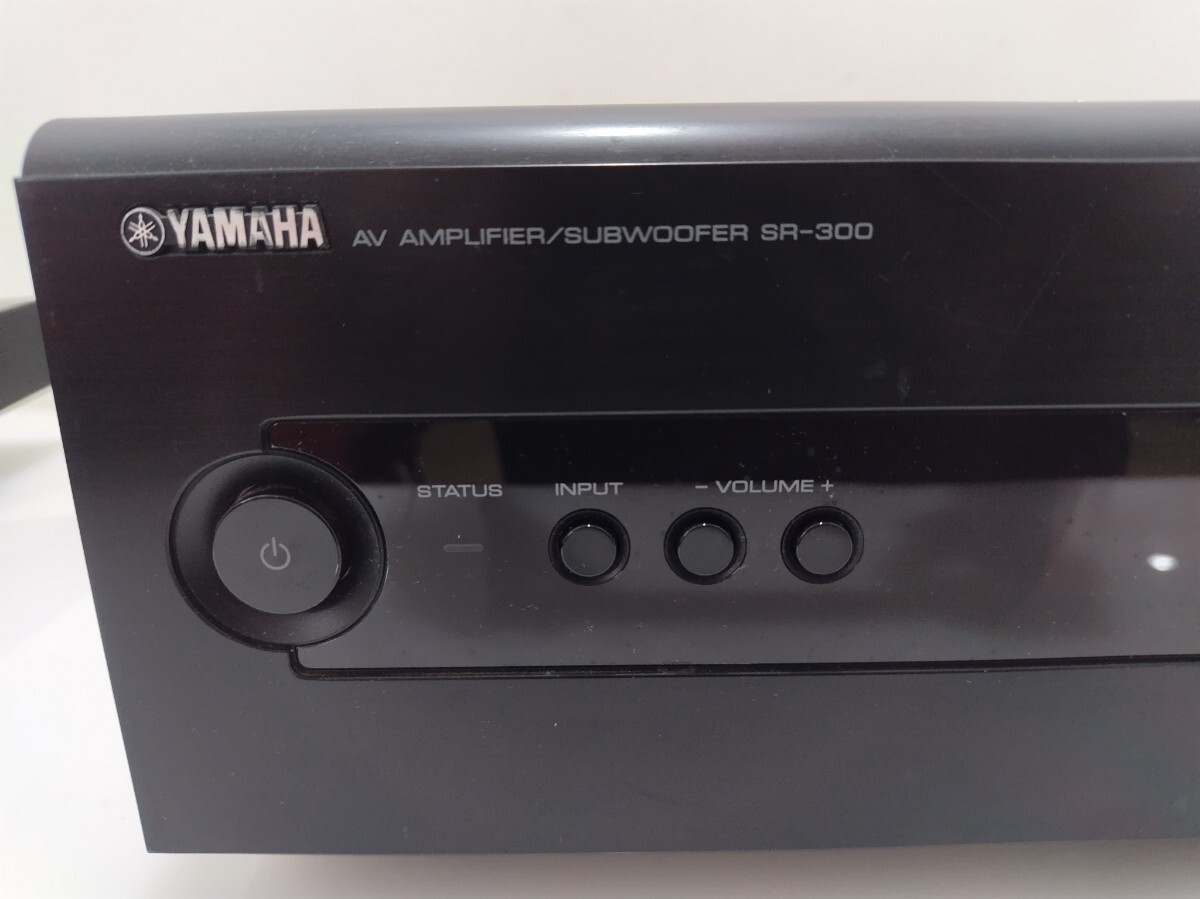 YAMAHA AV AMPLIFIER/SUBWOOFER SR-300
STATUS INPUT - VOLUME +